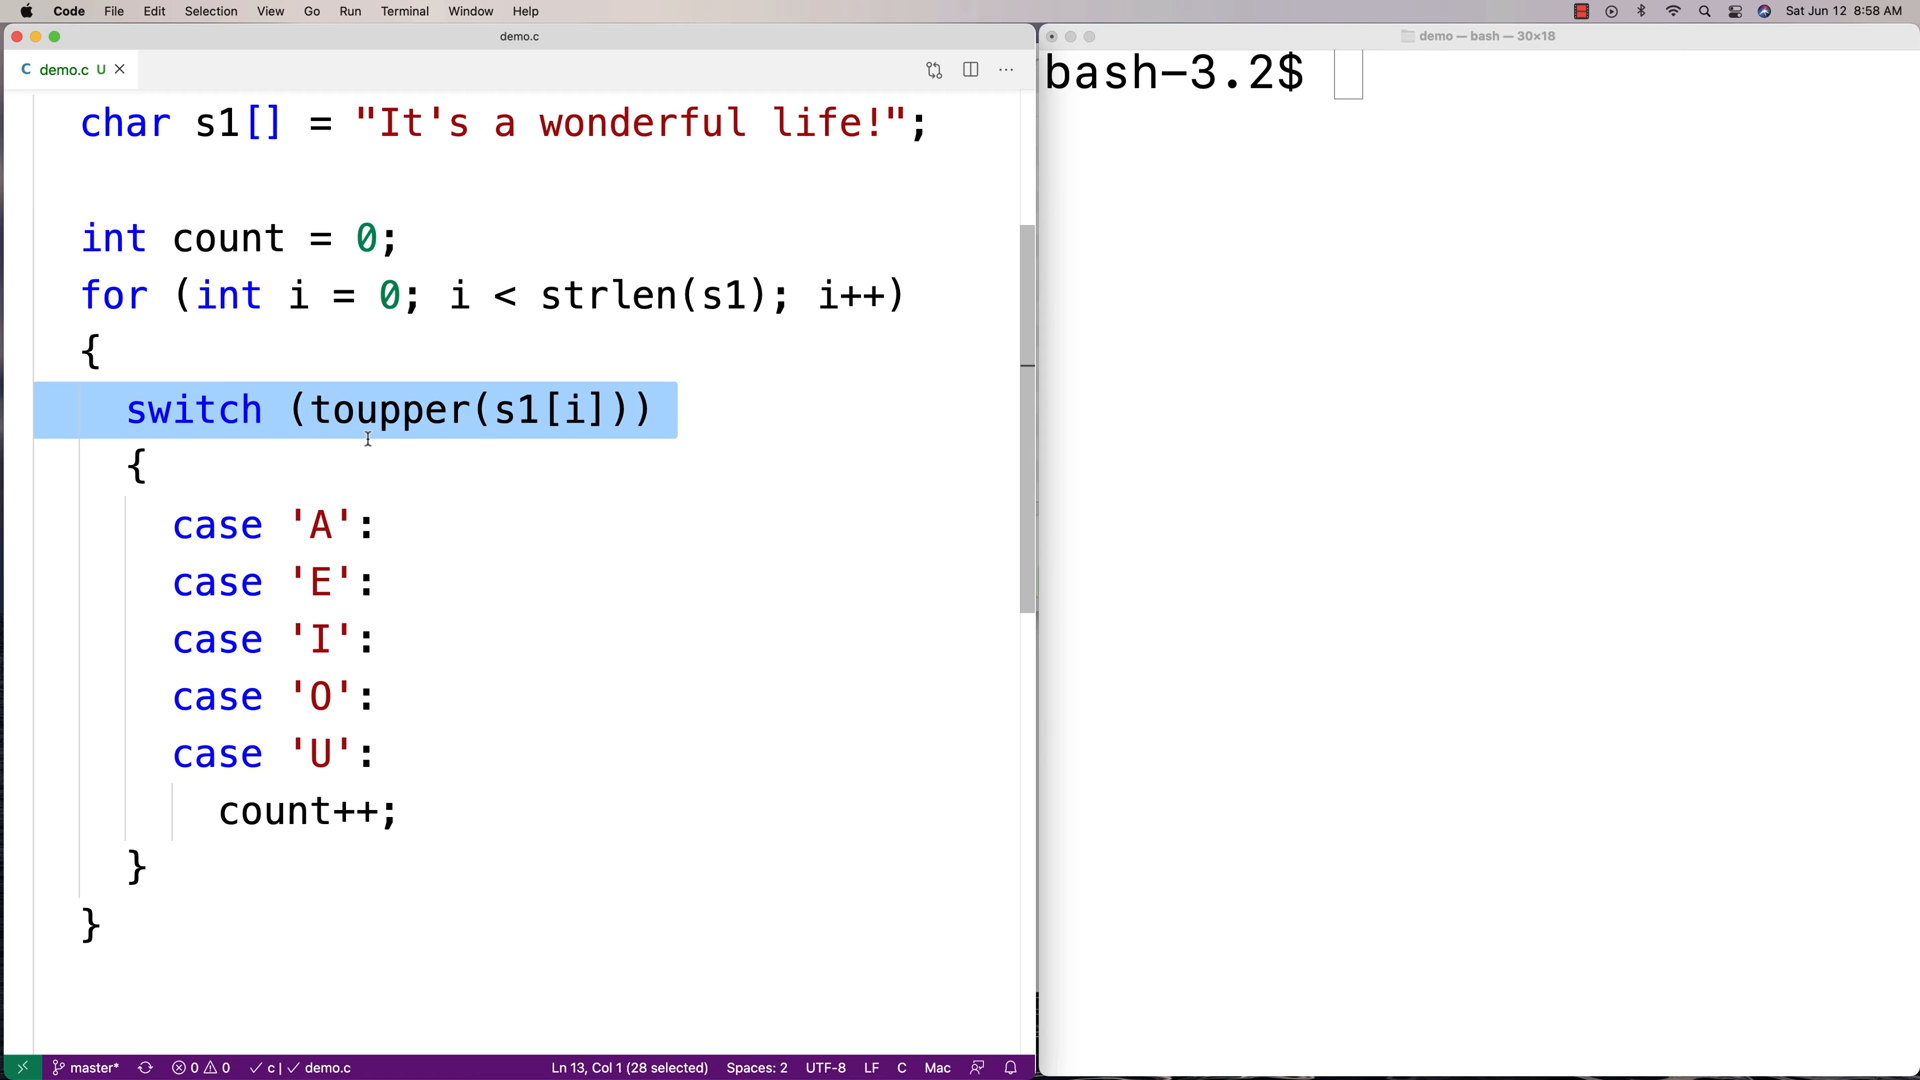 Code File Edit Selection View Go Run Terminal Window Help Sat Jun 12 8:58 AM
demo.c
demo — bash — 30×18
C demo.c U
bash-3.2$
char s1[] = "It's a wonderful life!";
int count = 0;
for (int i = 0; i < strlen(s1); i++)
{
switch (toupper(s1[i]))
{
case 'A':
case 'E':
case 'I':
case 'O':
case 'U':
count++;
}
}
master* 0 0 c | demo.c Ln 13, Col 1 (28 selected) Spaces: 2 UTF-8 LF C Mac